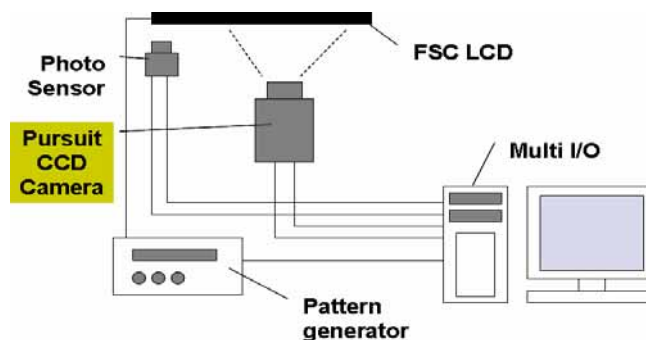 FSC LCD
Photo
Sensor
Pursuit
CCD
Camera
Multi I/O
Pattern
generator